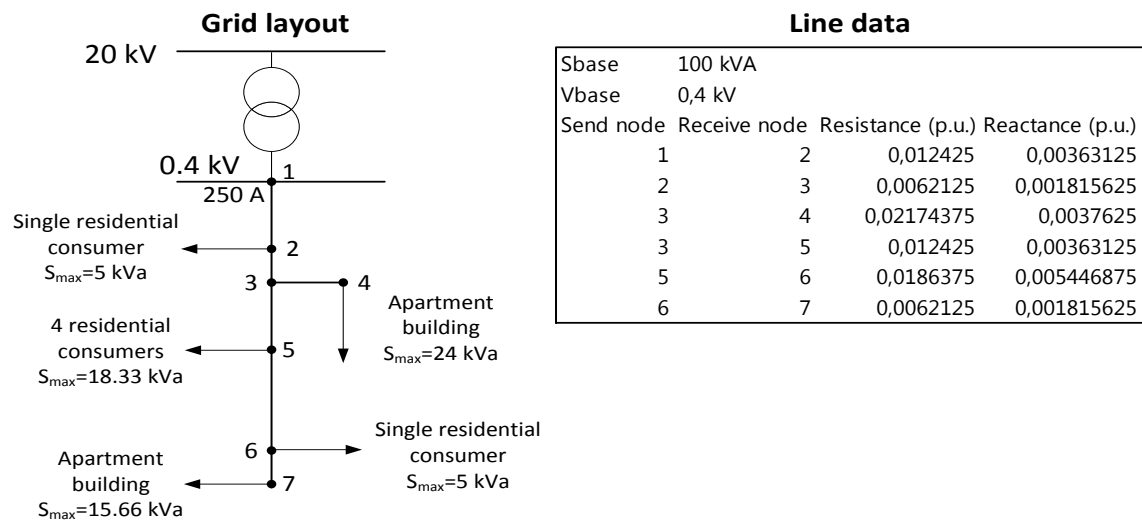 Grid layout
20 kV
0.4 kV
1
250 A
Single residential
consumer
Smax=5 kVa
2
3
4
Apartment
building
Smax=24 kVa
4 residential
consumers
Smax=18.33 kVa
5
6
Single residential
consumer
Smax=5 kVa
Apartment
building
Smax=15.66 kVa
7
Line data
Sbase 100 kVA
Vbase 0,4 kV
Send node Receive node Resistance (p.u.) Reactance (p.u.)
1 2 0,012425 0,00363125
2 3 0,0062125 0,001815625
3 4 0,02174375 0,0037625
3 5 0,012425 0,00363125
5 6 0,0186375 0,005446875
6 7 0,0062125 0,001815625